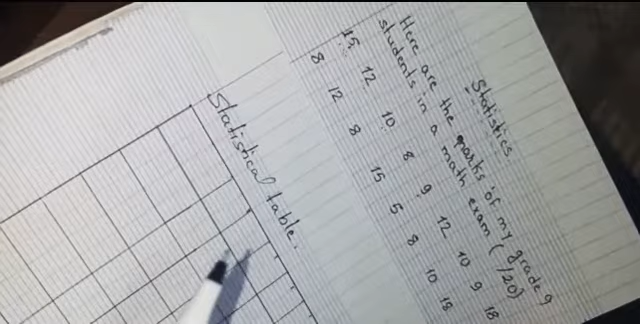 Statistics
Here are the marks of my grade 9
students in a math exam (/20)
15 12 10 8 9 12 10 9 18
8 12 8 15 5 8 10 18
Statistical table.